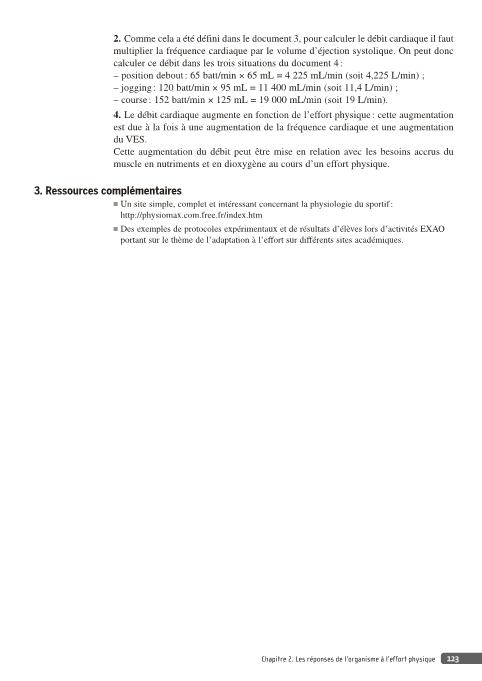 2. Comme cela a été défini dans le document 3, pour calculer le débit cardiaque il faut
multiplier la fréquence cardiaque par le volume d'éjection systolique. On peut donc
calculer ce débit dans les trois situations du document 4 :
– position debout : 65 batt/min × 65 mL = 4 225 mL/min (soit 4,225 L/min) ;
– jogging : 120 batt/min × 95 mL = 11 400 mL/min (soit 11,4 L/min) ;
– course : 152 batt/min × 125 mL = 19 000 mL/min (soit 19 L/min).
4. Le débit cardiaque augmente en fonction de l'effort physique : cette augmentation
est due à la fois à une augmentation de la fréquence cardiaque et une augmentation
du VES.
Cette augmentation du débit peut être mise en relation avec les besoins accrus du
muscle en nutriments et en dioxygène au cours d'un effort physique.
3. Ressources complémentaires
■ Un site simple, complet et intéressant concernant la physiologie du sportif :
http://physiomax.com.free.fr/index.htm
■ Des exemples de protocoles expérimentaux et de résultats d'élèves lors d'activités EXAO
portant sur le thème de l'adaptation à l'effort sur différents sites académiques.
Chapitre 2. Les réponses de l'organisme à l'effort physique 123